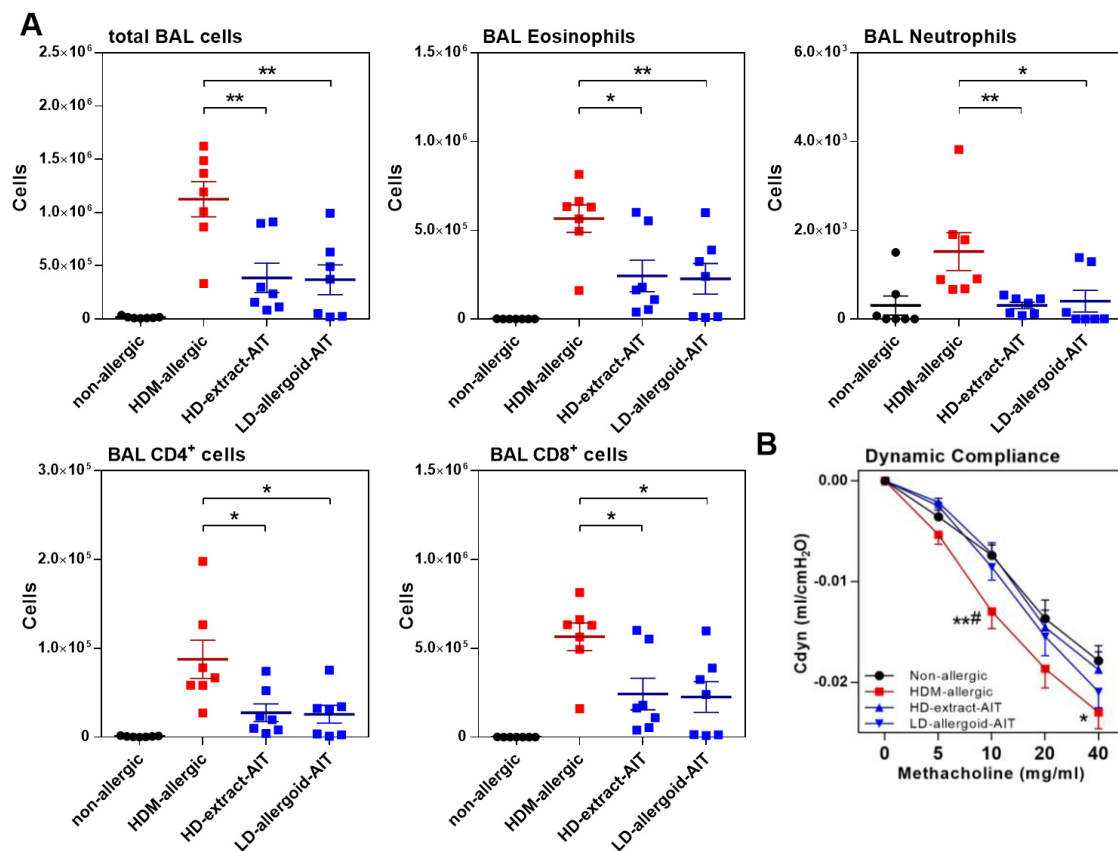 A
total BAL cells
2.5×10⁶
2.0×10⁶
1.5×10⁶
1.0×10⁶
5.0×10⁵
0
Cells
**
**
non-allergic
HDM-allergic
HD-extract-AIT
LD-allergoid-AIT
BAL Eosinophils
1.5×10⁶
1.0×10⁶
5.0×10⁵
0
Cells
**
*
non-allergic
HDM-allergic
HD-extract-AIT
LD-allergoid-AIT
BAL Neutrophils
6.0×10³
4.0×10³
2.0×10³
0
Cells
*
**
non-allergic
HDM-allergic
HD-extract-AIT
LD-allergoid-AIT
BAL CD4⁺ cells
3.0×10⁵
2.0×10⁵
1.0×10⁵
0
Cells
*
*
non-allergic
HDM-allergic
HD-extract-AIT
LD-allergoid-AIT
BAL CD8⁺ cells
1.5×10⁶
1.0×10⁶
5.0×10⁵
0
Cells
*
*
non-allergic
HDM-allergic
HD-extract-AIT
LD-allergoid-AIT
B
Dynamic Compliance
0.00
-0.01
-0.02
Cdyn (ml/cmH₂O)
**#
*
Non-allergic
HDM-allergic
HD-extract-AIT
LD-allergoid-AIT
0 5 10 20 40
Methacholine (mg/ml)